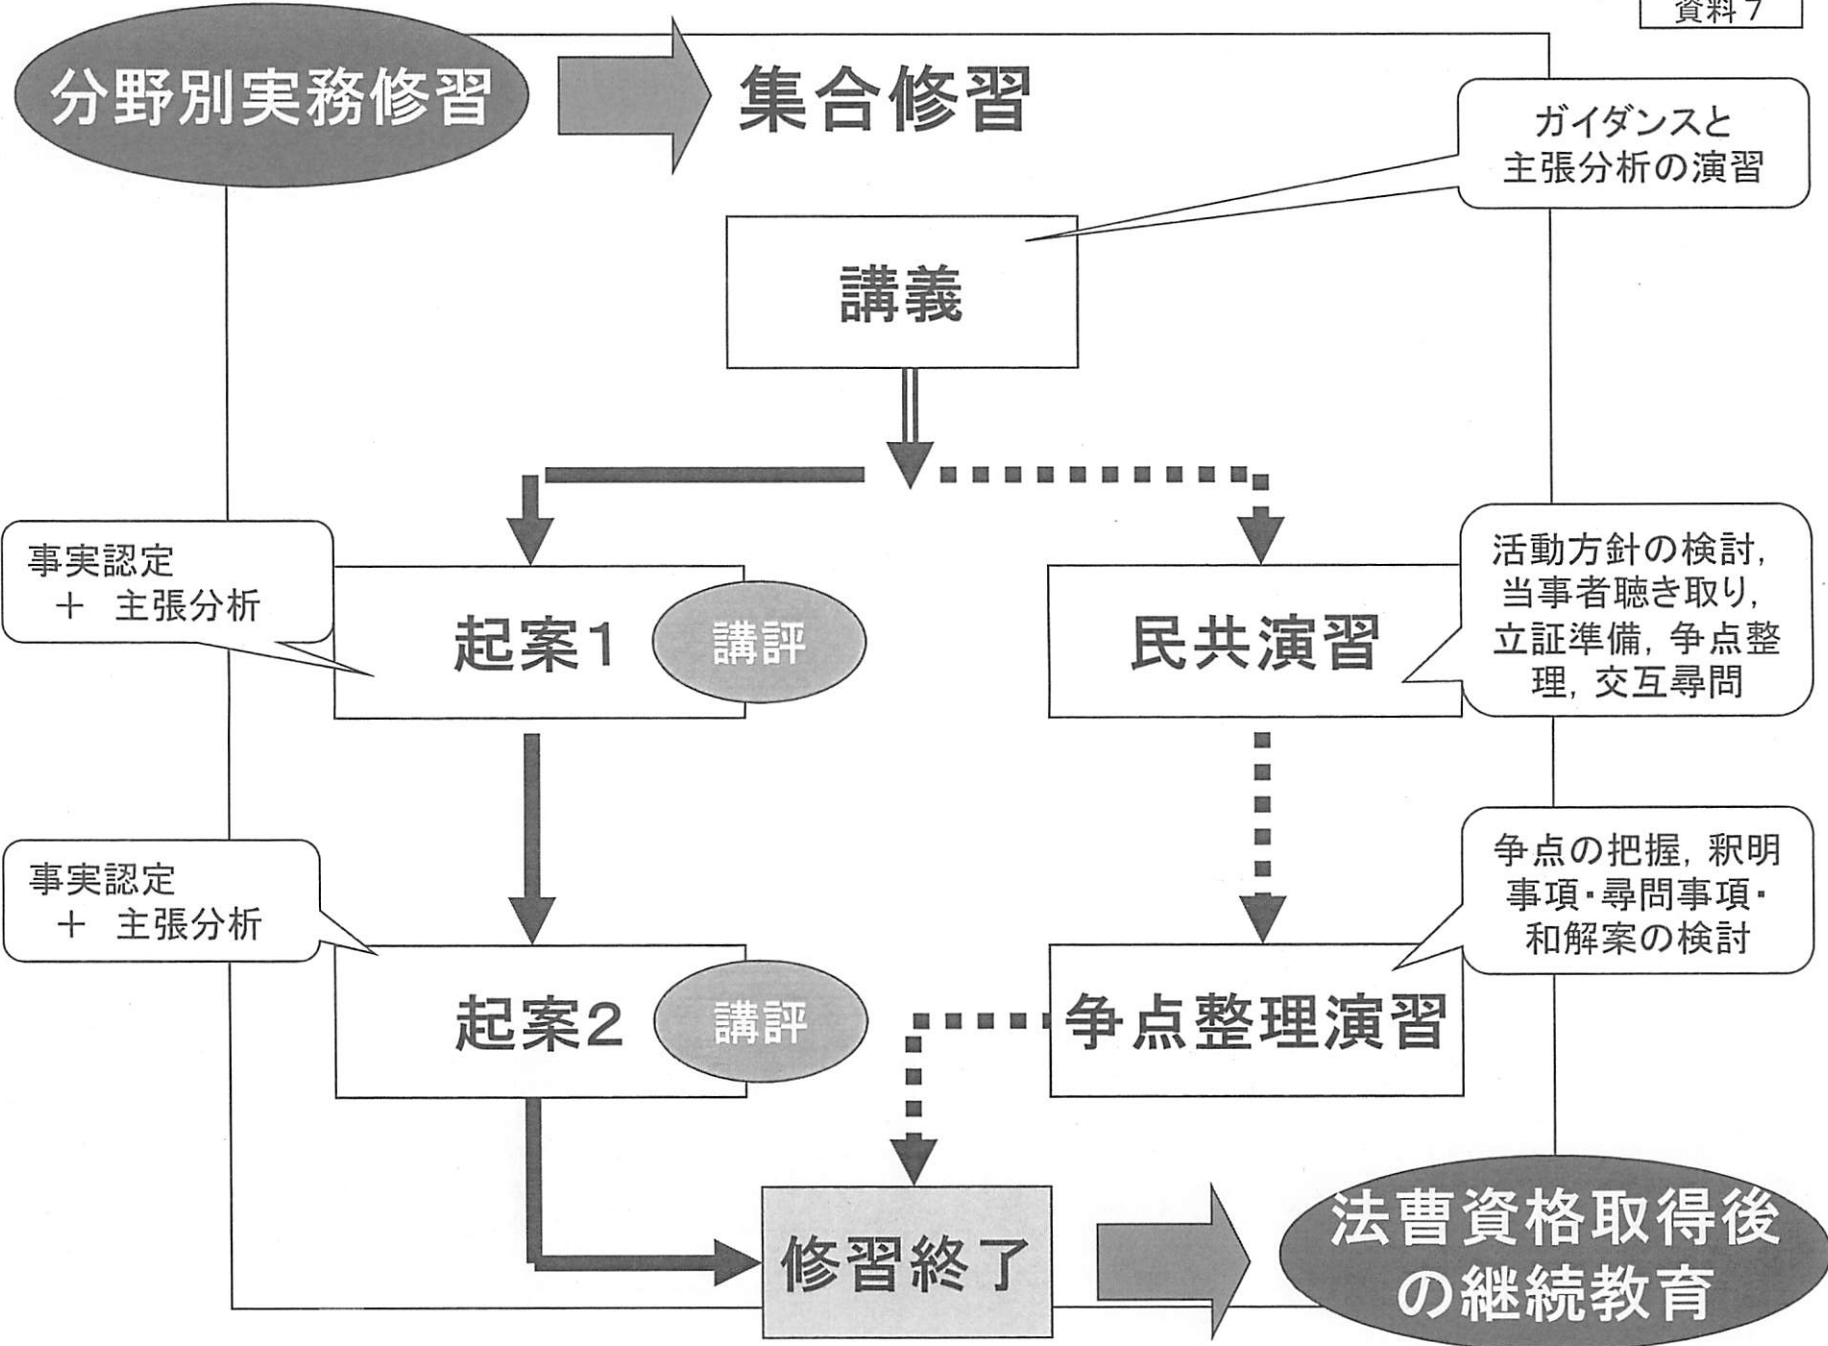 資料7
分野別実務修習
集合修習
ガイダンスと
主張分析の演習
講義
事実認定
＋ 主張分析
起案1
講評
民共演習
活動方針の検討,
当事者聴き取り,
立証準備, 争点整
理, 交互尋問
事実認定
＋ 主張分析
起案2
講評
争点整理演習
争点の把握, 釈明
事項・尋問事項・
和解案の検討
修習終了
法曹資格取得後
の継続教育